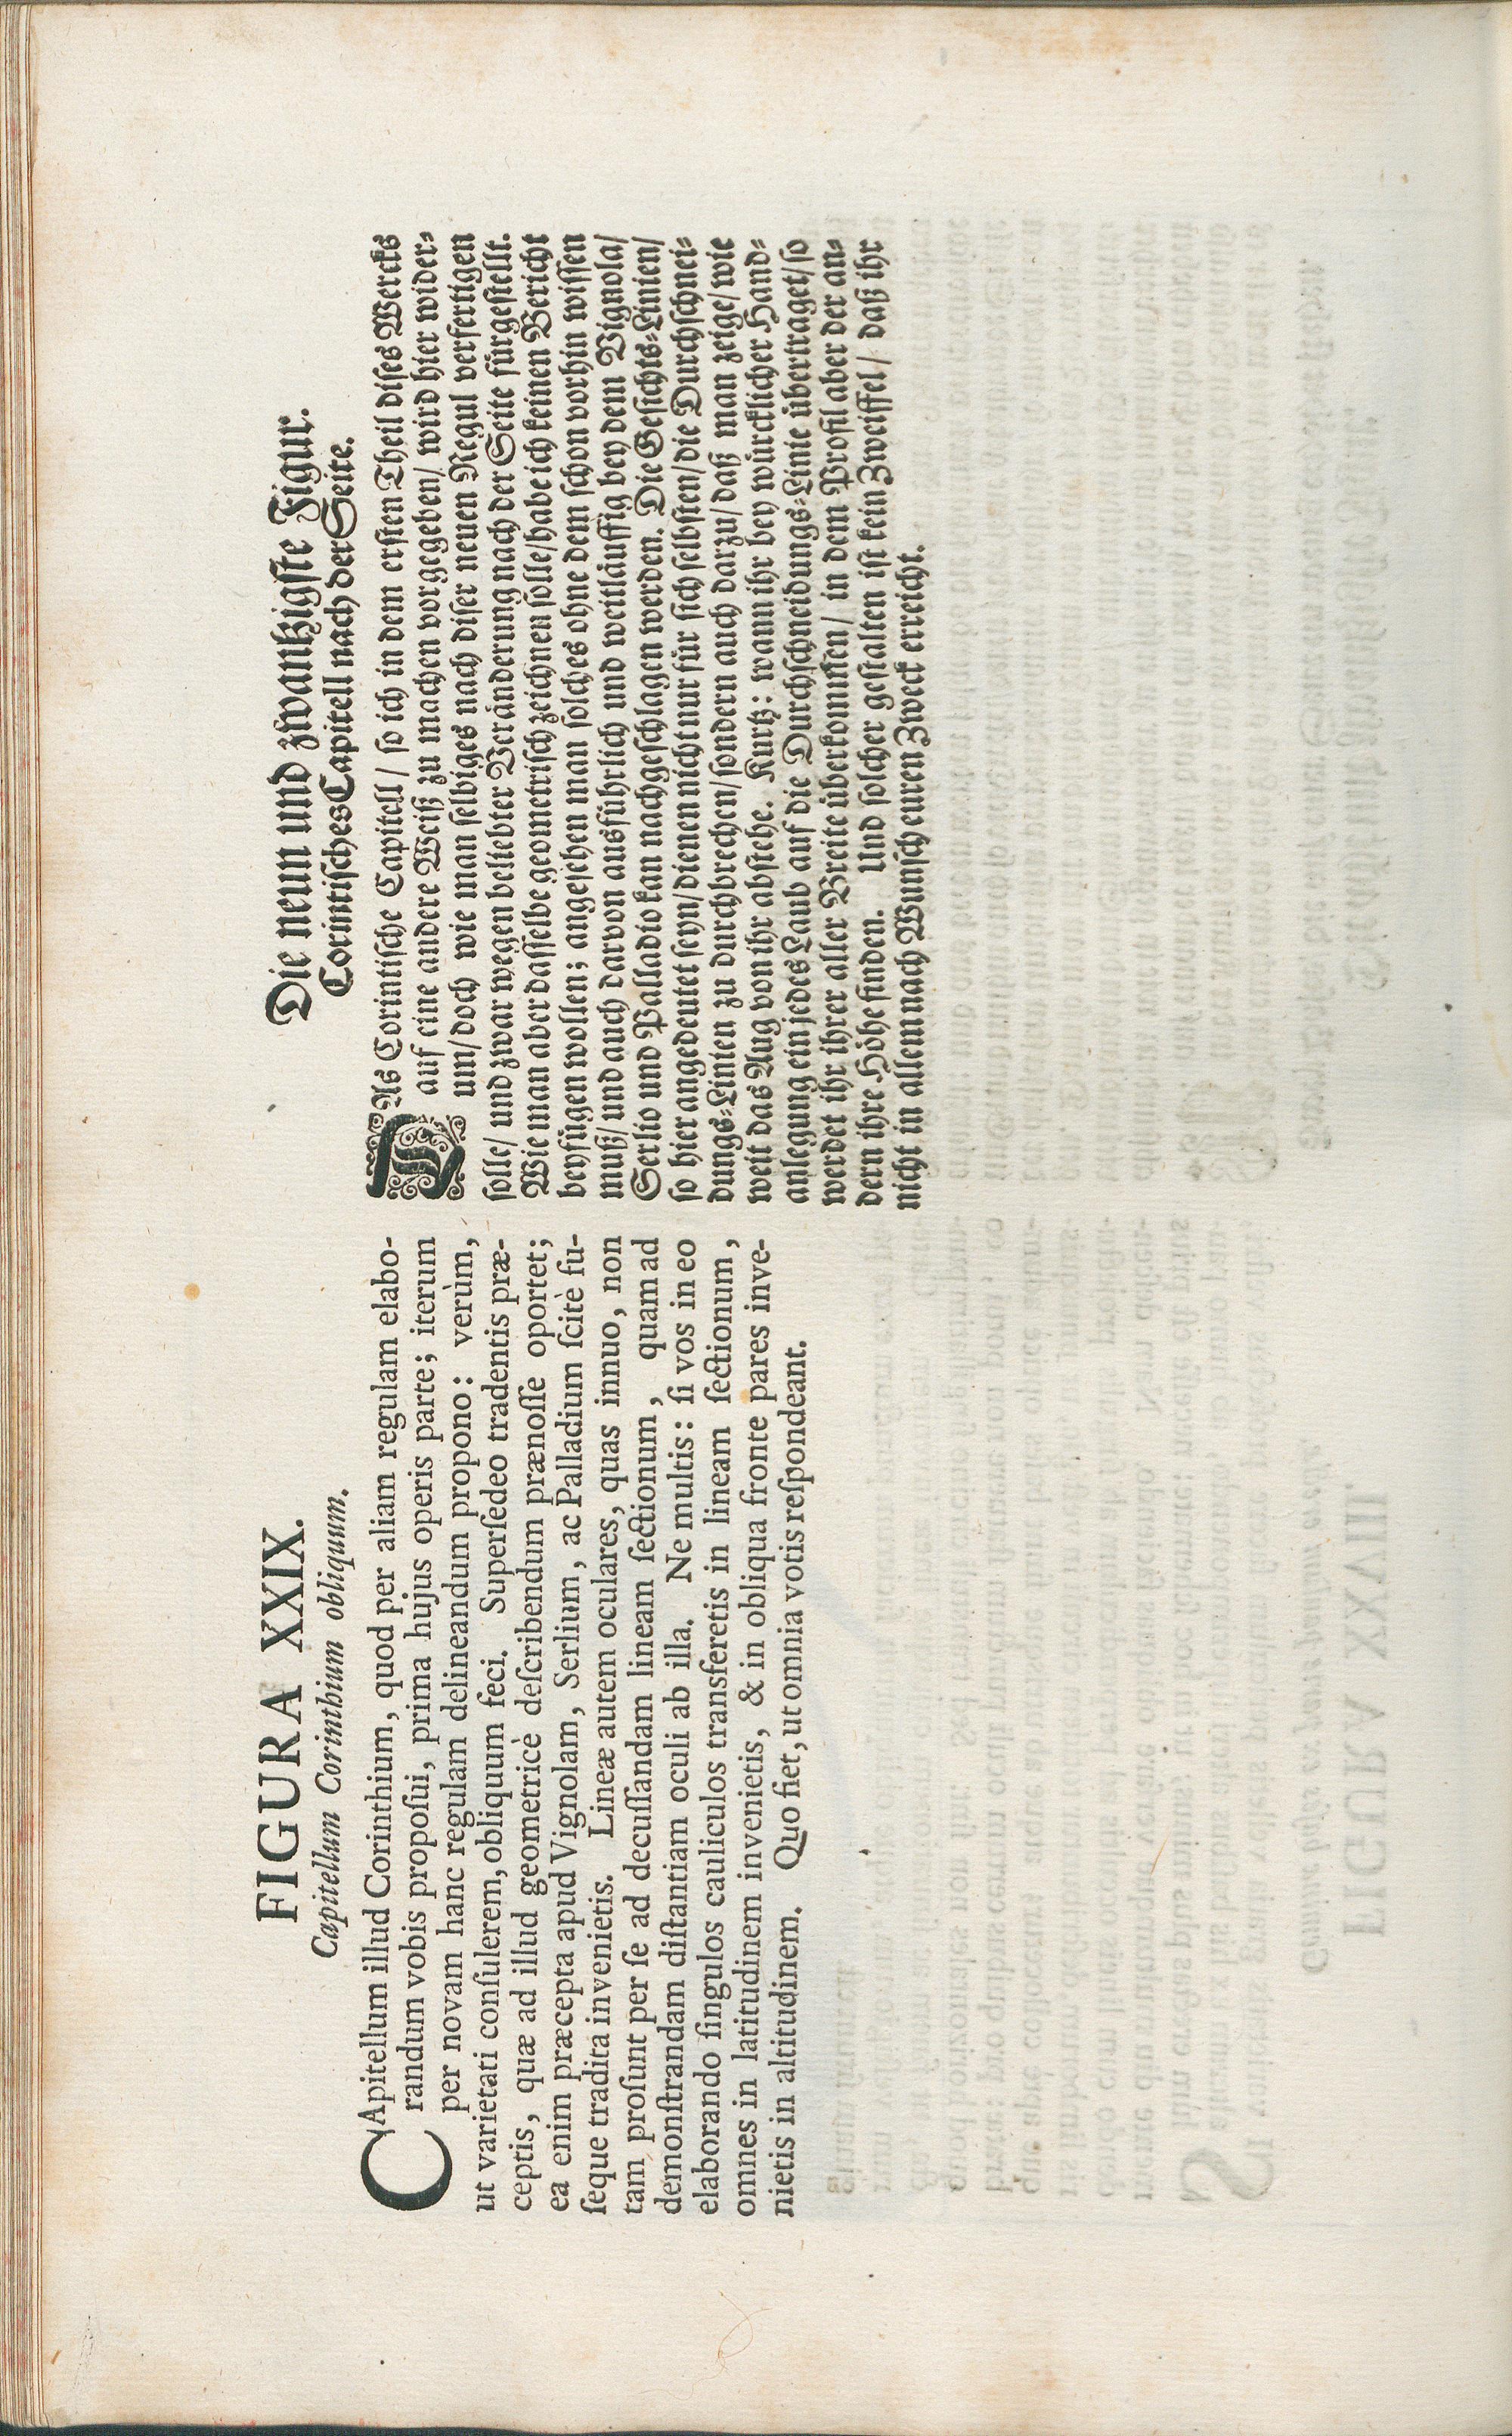 FIGURA XXIX.
Capitellum Corinthium obliquum.
CApitellum illud Corinthium, quod per aliam regulam elabo-
randum vobis propoſui, prima hujus operis parte; iterum
per novam hanc regulam delineandum propono: verùm,
ut varietati conſulerem, obliquum feci. Superſedeo tradentis præ-
ceptis, quæ ad illud geometricè deſcribendum prænoſſe oportet;
ea enim præcepta apud Vignolam, Serlium, ac Palladium ſcitè fu-
ſeque tradita invenietis. Lineæ autem oculares, quas innuo, non
tam proſunt per ſe ad decuſſandam lineam ſectionum, quam ad
demonſtrandam diſtantiam oculi ab illa. Ne multis: ſi vos in eo
elaborando ſingulos cauliculos transferetis in lineam ſectionum,
omnes in latitudinem invenietis, & in obliqua fronte pares inve-
nietis in altitudinem. Quo fiet, ut omnia votis reſpondeant.
Die neun und zwantzigſte Figur.
Corintiſches Capitell nach der Seite.
DAs Corintiſche Capitell / ſo ich in dem erſten Theil diſes Wercks
auf eine andere Weiß zu machen vorgegeben / wird hier wider-
um / doch wie man ſelbiges nach diſer neuen Regul verfertigen
ſolle / und zwar wegen beliebter Veränderung nach der Seite fürgeſtellt.
Wie man aber daſſelbe geometriſch zeichnen ſolle / habe ich keinen Bericht
beyfügen wollen; angeſehen man ſolches ohne dem ſchon vorhin wiſſen
muß / und auch darvon ausführlich und weitläuffig bey dem Vignola /
Serlio und Palladio kan nachgeſchlagen werden. Die Geſichts-Linien /
ſo hier angedeutet ſeyn / dienen nicht nur für ſich ſelbſten / die Durchſchnei-
dungs-Linien zu durchbrechen / ſondern auch darzu / daß man zeige / wie
weit das Aug von ihr abſtehe. Kurtz: wann ihr bey würcklicher Hand-
anlegung ein jedes Laub auf die Durchſchneidungs-Linie übertraget / ſo
werdet ihr ihrer aller Breite überkommen / in dem Profil aber der an-
dern ihre Höhe finden. Und ſolcher geſtalten iſt kein Zweiffel / daß ihr
nicht in allem nach Wunſch euren Zweck erreicht.